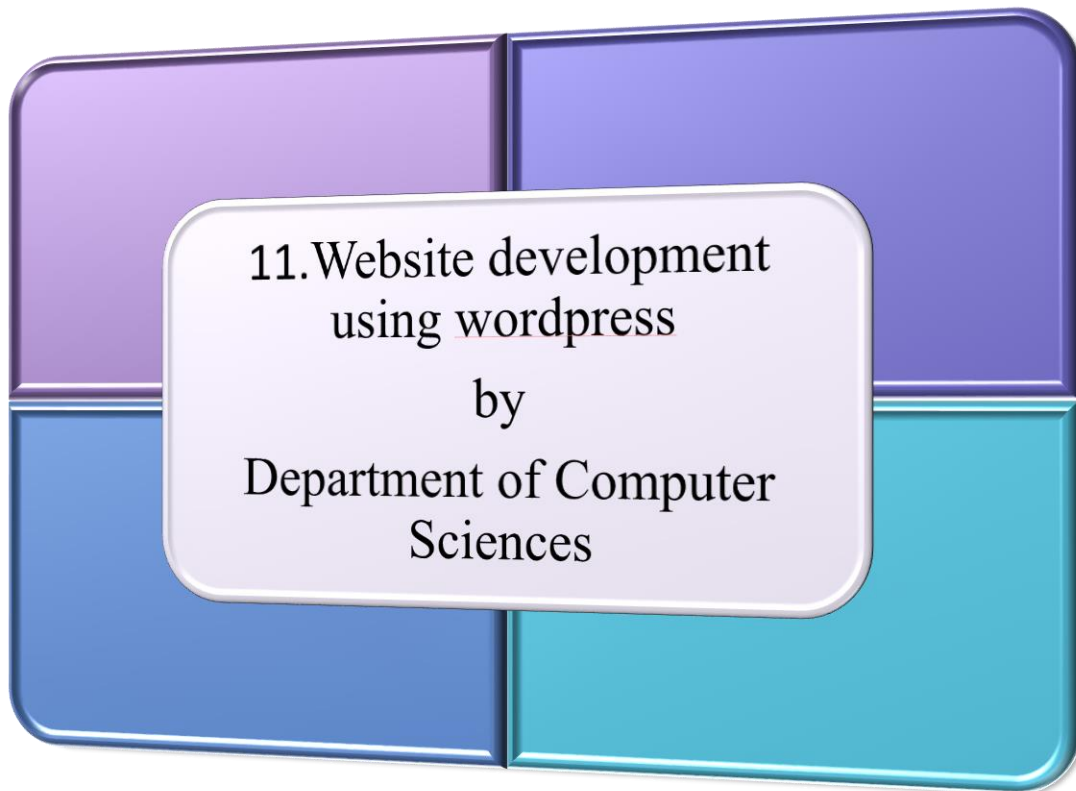 11.Website development
using wordpress
by
Department of Computer
Sciences